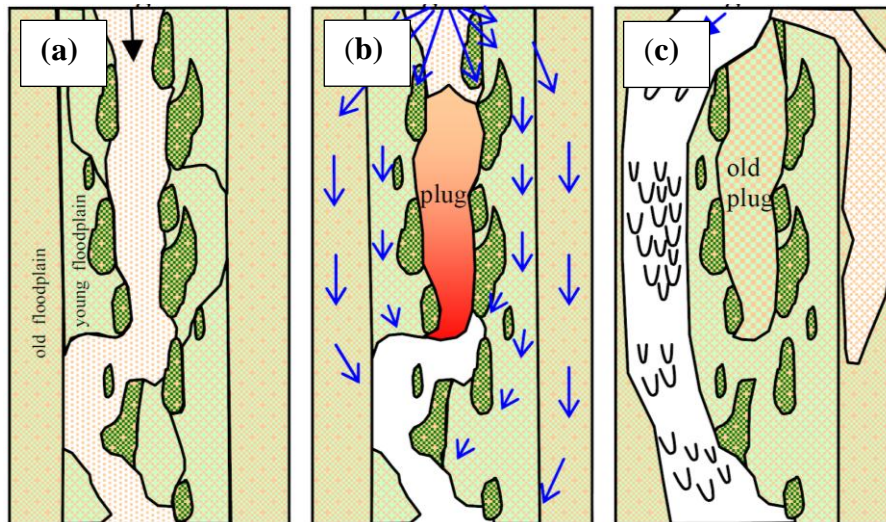 (a)
old floodplain
young floodplain
(b)
plug
(c)
old
plug